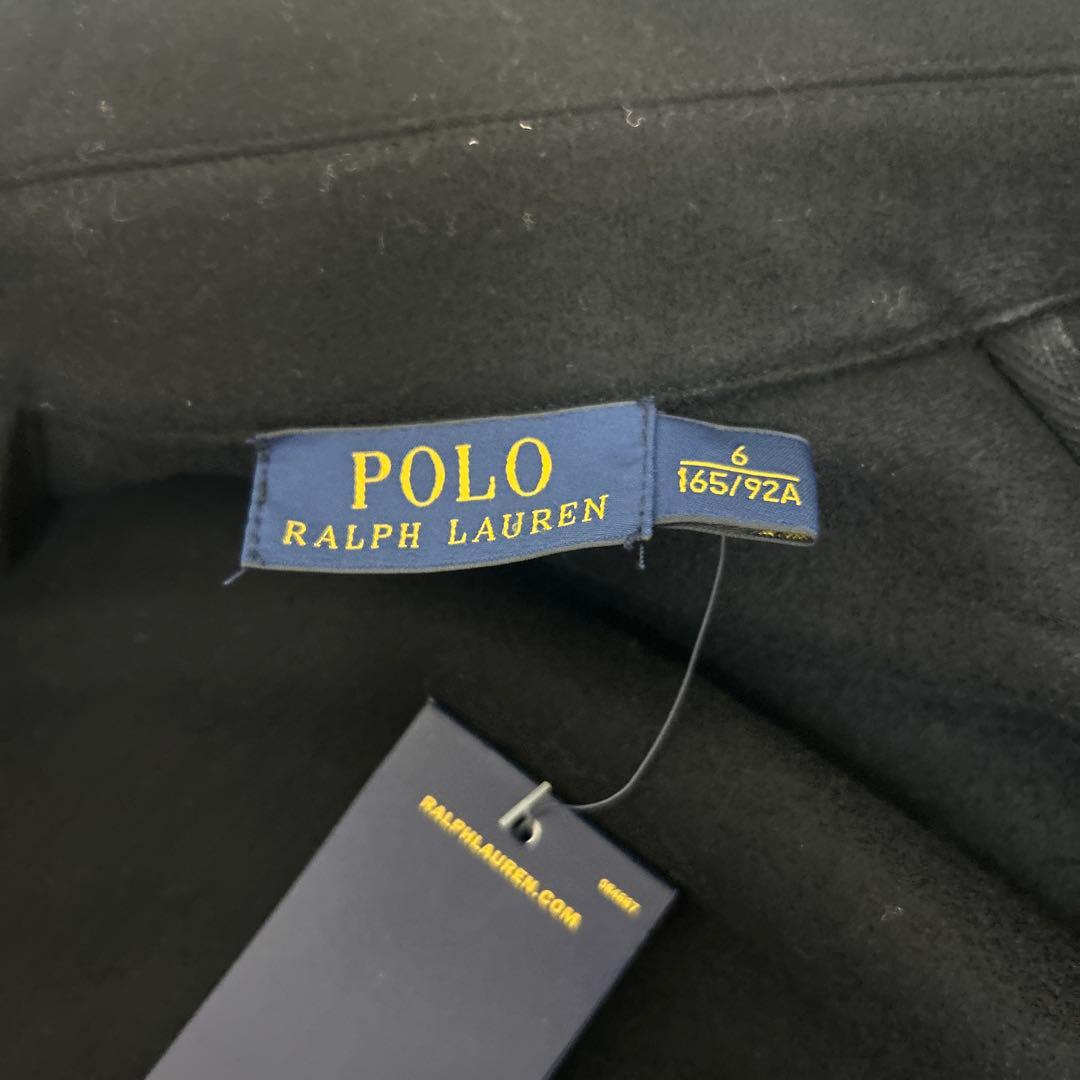 POLO
RALPH LAUREN
6
165/92A
RALPHLAUREN.COM